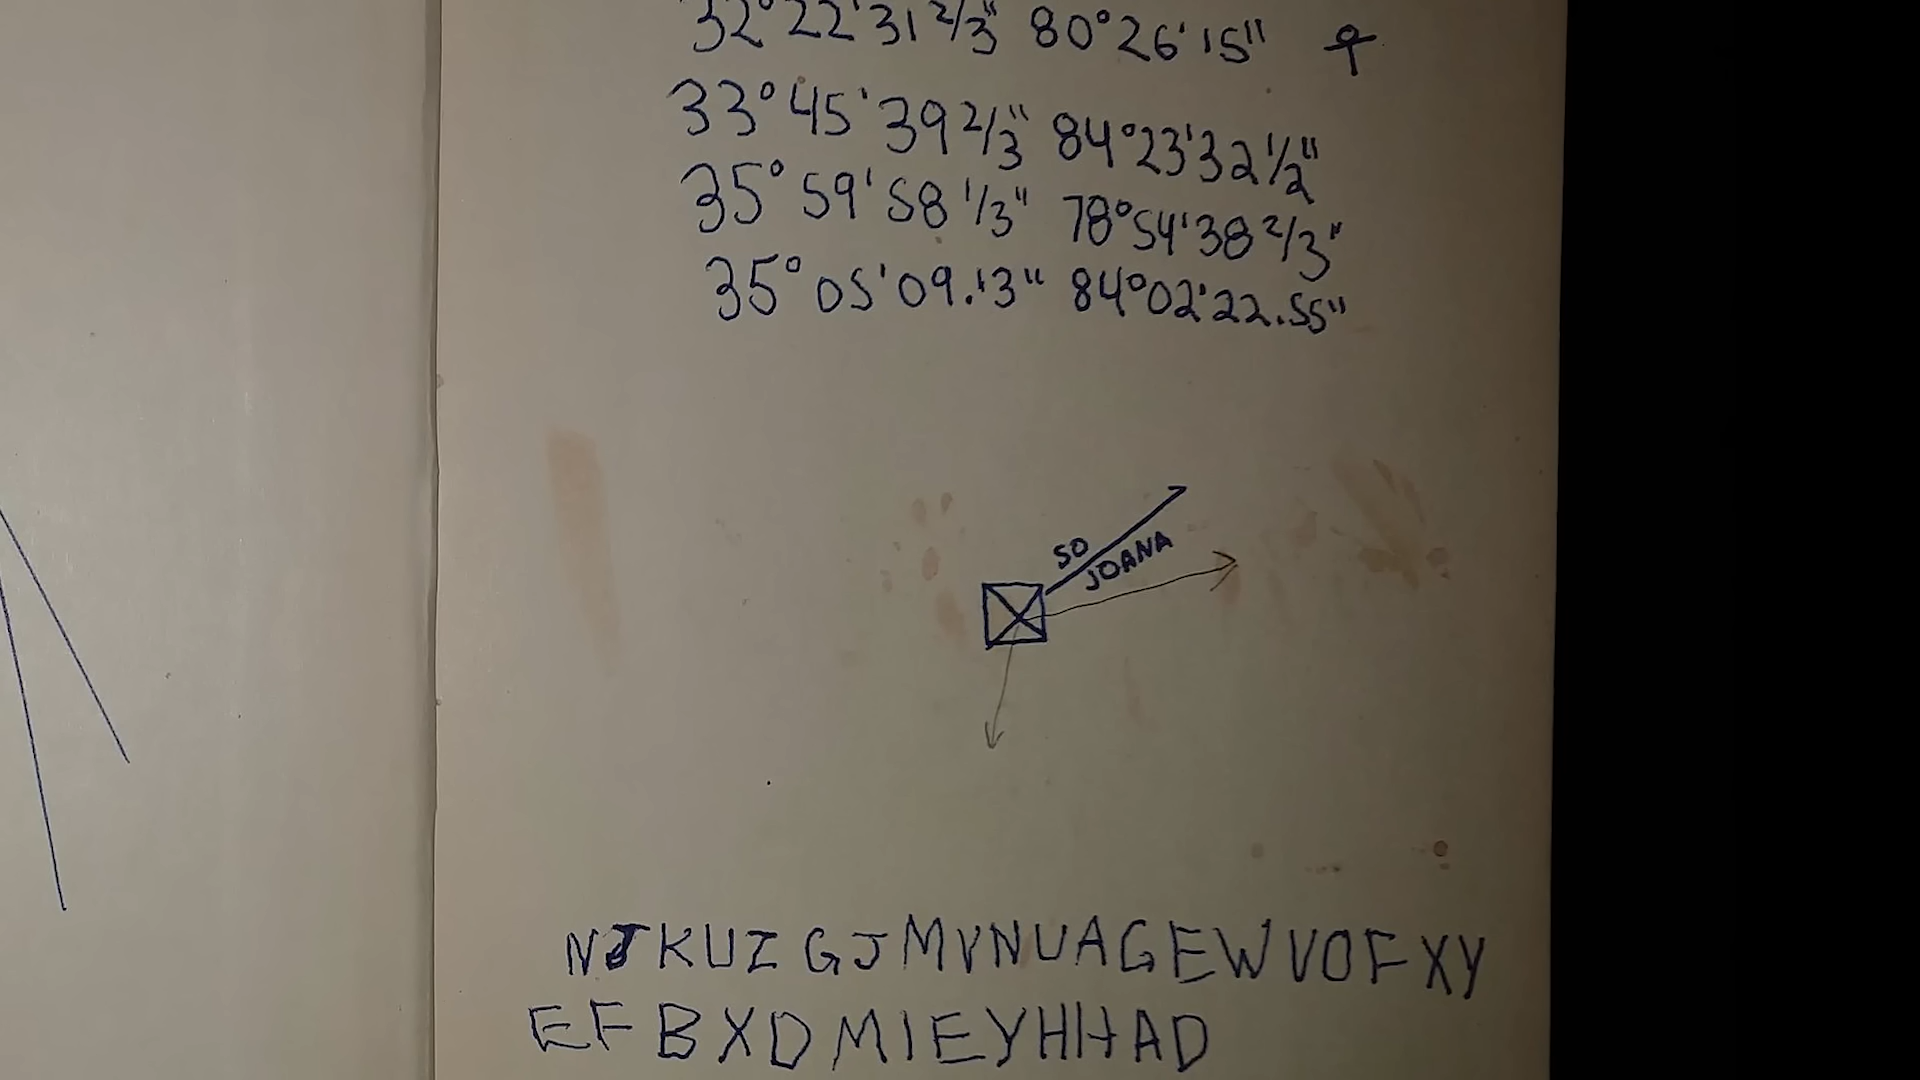 32°22'31 2/3" 80°26'15"
33°45'39 2/3" 84°23'32 1/2"
35°59'58 1/3" 78°54'38 2/3"
35°05'09.13" 84°02'22.55"
SO
JOANA
NJKUZGJMVNUAGEWVOFXY
EFBXDMIEYHHAD